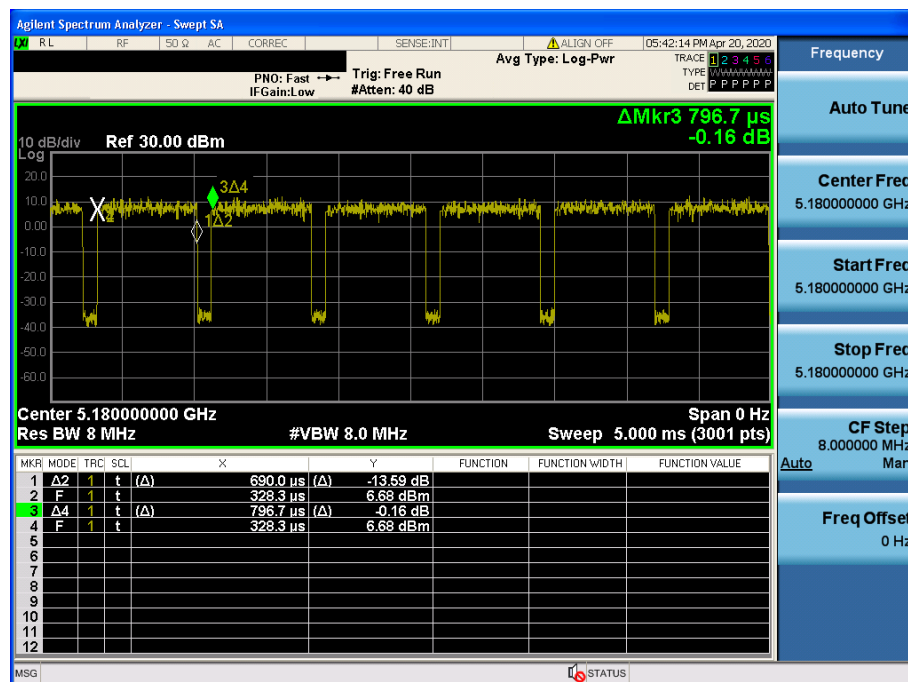 Agilent Spectrum Analyzer - Swept SA
LXI RL RF 50 Ω AC CORREC SENSE:INT ALIGN OFF 05:42:14 PM Apr 20, 2020
Avg Type: Log-Pwr TRACE 1 2 3 4 5 6
PNO: Fast Trig: Free Run TYPE
IFGain:Low #Atten: 40 dB DET P P P P P P
ΔMkr3 796.7 µs
10 dB/div Ref 30.00 dBm -0.16 dB
Log
20.0
3Δ4
10.0
1Δ2
0.00
-10.0
-20.0
-30.0
-40.0
-50.0
-60.0
Center 5.180000000 GHz Span 0 Hz
Res BW 8 MHz #VBW 8.0 MHz Sweep 5.000 ms (3001 pts)
MKR MODE TRC SCL X Y FUNCTION FUNCTION WIDTH FUNCTION VALUE
1 Δ2 1 t (Δ) 690.0 µs (Δ) -13.59 dB
2 F 1 t 328.3 µs 6.68 dBm
3 Δ4 1 t (Δ) 796.7 µs (Δ) -0.16 dB
4 F 1 t 328.3 µs 6.68 dBm
5
6
7
8
9
10
11
12
MSG STATUS
Frequency
Auto Tune
Center Freq
5.180000000 GHz
Start Freq
5.180000000 GHz
Stop Freq
5.180000000 GHz
CF Step
8.000000 MHz
Auto Man
Freq Offset
0 Hz